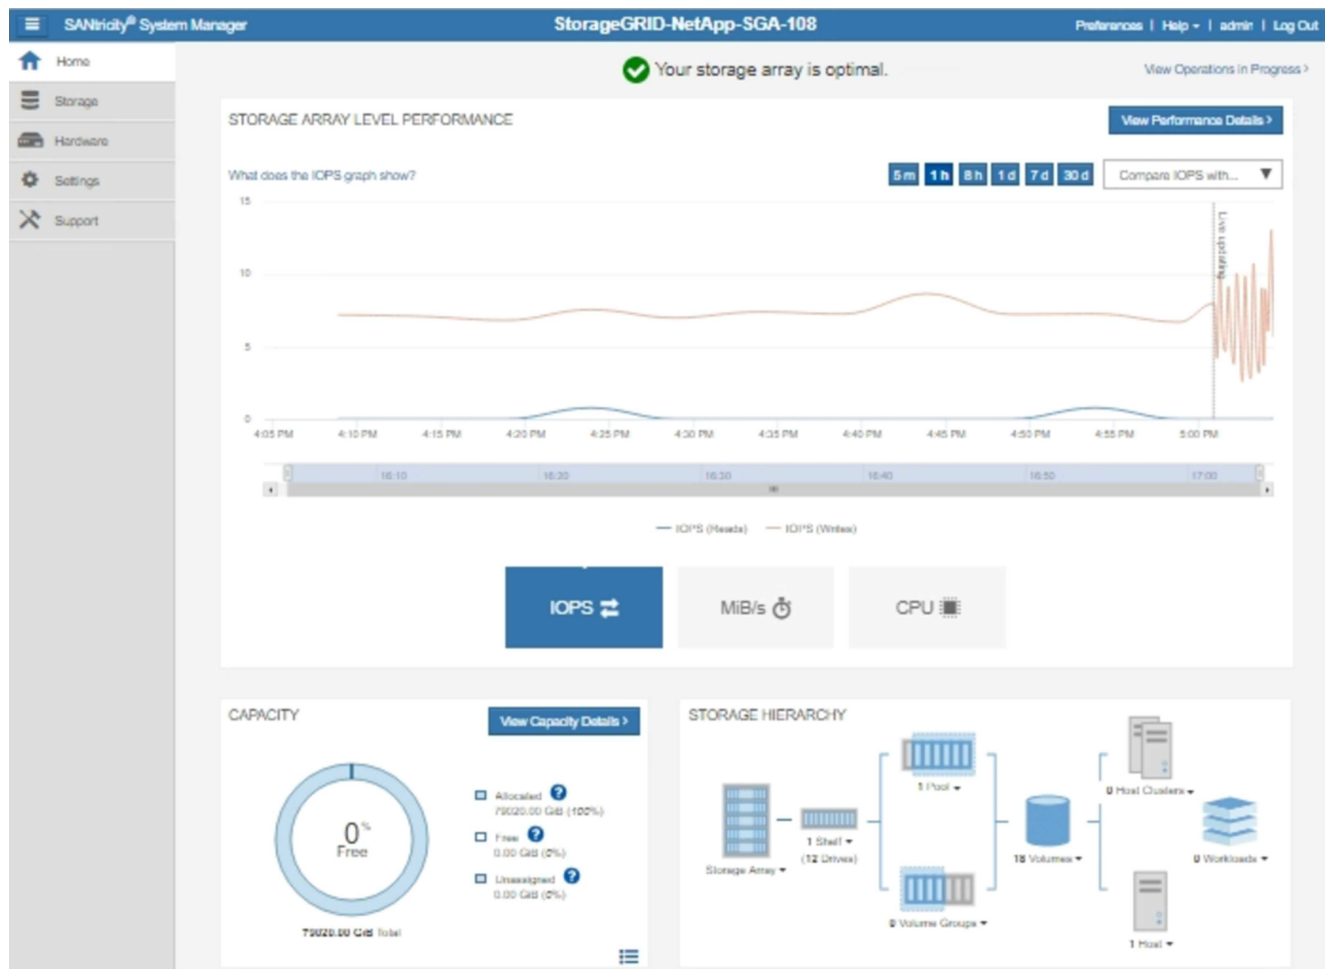 SANtricity® System Manager StorageGRID-NetApp-SGA-108 Preferences | Help | admin | Log Out
Home
Storage
Hardware
Settings
Support
Your storage array is optimal.
View Operations in Progress >
STORAGE ARRAY LEVEL PERFORMANCE
View Performance Details >
What does the IOPS graph show?
5 m 1 h 8 h 1 d 7 d 30 d Compare IOPS with...
15
10
5
0
Live updating
4:05 PM 4:10 PM 4:15 PM 4:20 PM 4:25 PM 4:30 PM 4:35 PM 4:40 PM 4:45 PM 4:50 PM 4:55 PM 5:00 PM
16:10 16:20 16:30 16:40 16:50 17:00
IOPS (Reads) IOPS (Writes)
IOPS
MiB/s
CPU
CAPACITY
View Capacity Details >
0%
Free
79020.00 GiB Total
Allocated ?
79020.00 GiB (100%)
Free ?
0.00 GiB (0%)
Unassigned ?
0.00 GiB (0%)
STORAGE HIERARCHY
Storage Array
1 Shelf
(12 Drives)
1 Pool
0 Volume Groups
18 Volumes
0 Host Clusters
1 Host
0 Workloads